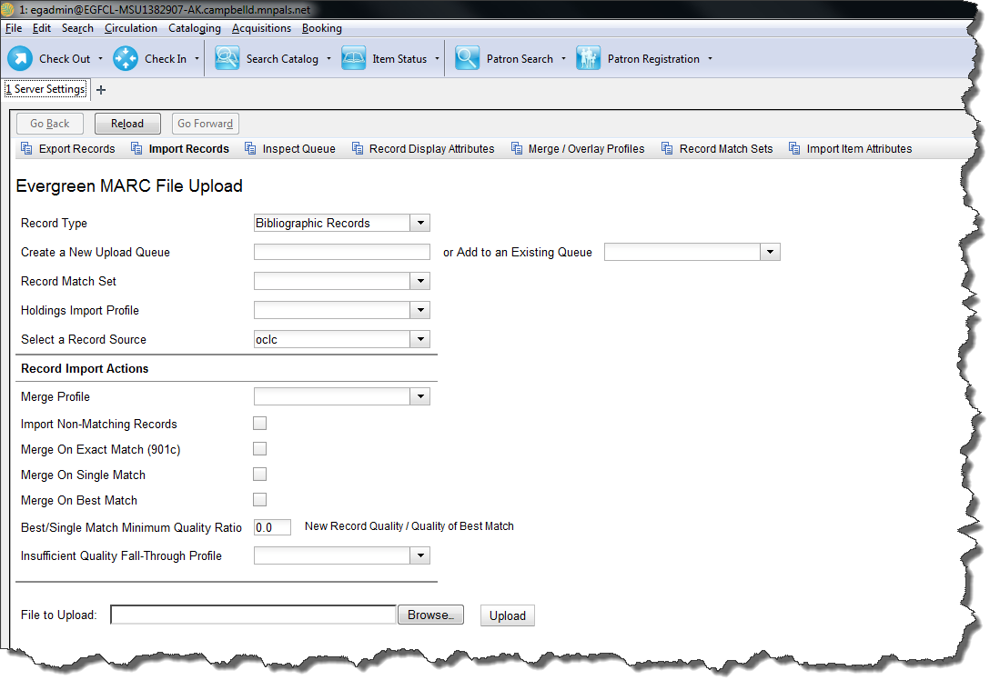 1: egadmin@EGFCL-MSU1382907-AK.campbelld.mnpals.net
File Edit Search Circulation Cataloging Acquisitions Booking
Check Out Check In Search Catalog Item Status Patron Search Patron Registration
1 Server Settings +
Go Back Reload Go Forward
Export Records Import Records Inspect Queue Record Display Attributes Merge / Overlay Profiles Record Match Sets Import Item Attributes
Evergreen MARC File Upload
Record Type Bibliographic Records
Create a New Upload Queue or Add to an Existing Queue
Record Match Set
Holdings Import Profile
Select a Record Source oclc
Record Import Actions
Merge Profile
Import Non-Matching Records
Merge On Exact Match (901c)
Merge On Single Match
Merge On Best Match
Best/Single Match Minimum Quality Ratio 0.0 New Record Quality / Quality of Best Match
Insufficient Quality Fall-Through Profile
File to Upload: Browse... Upload